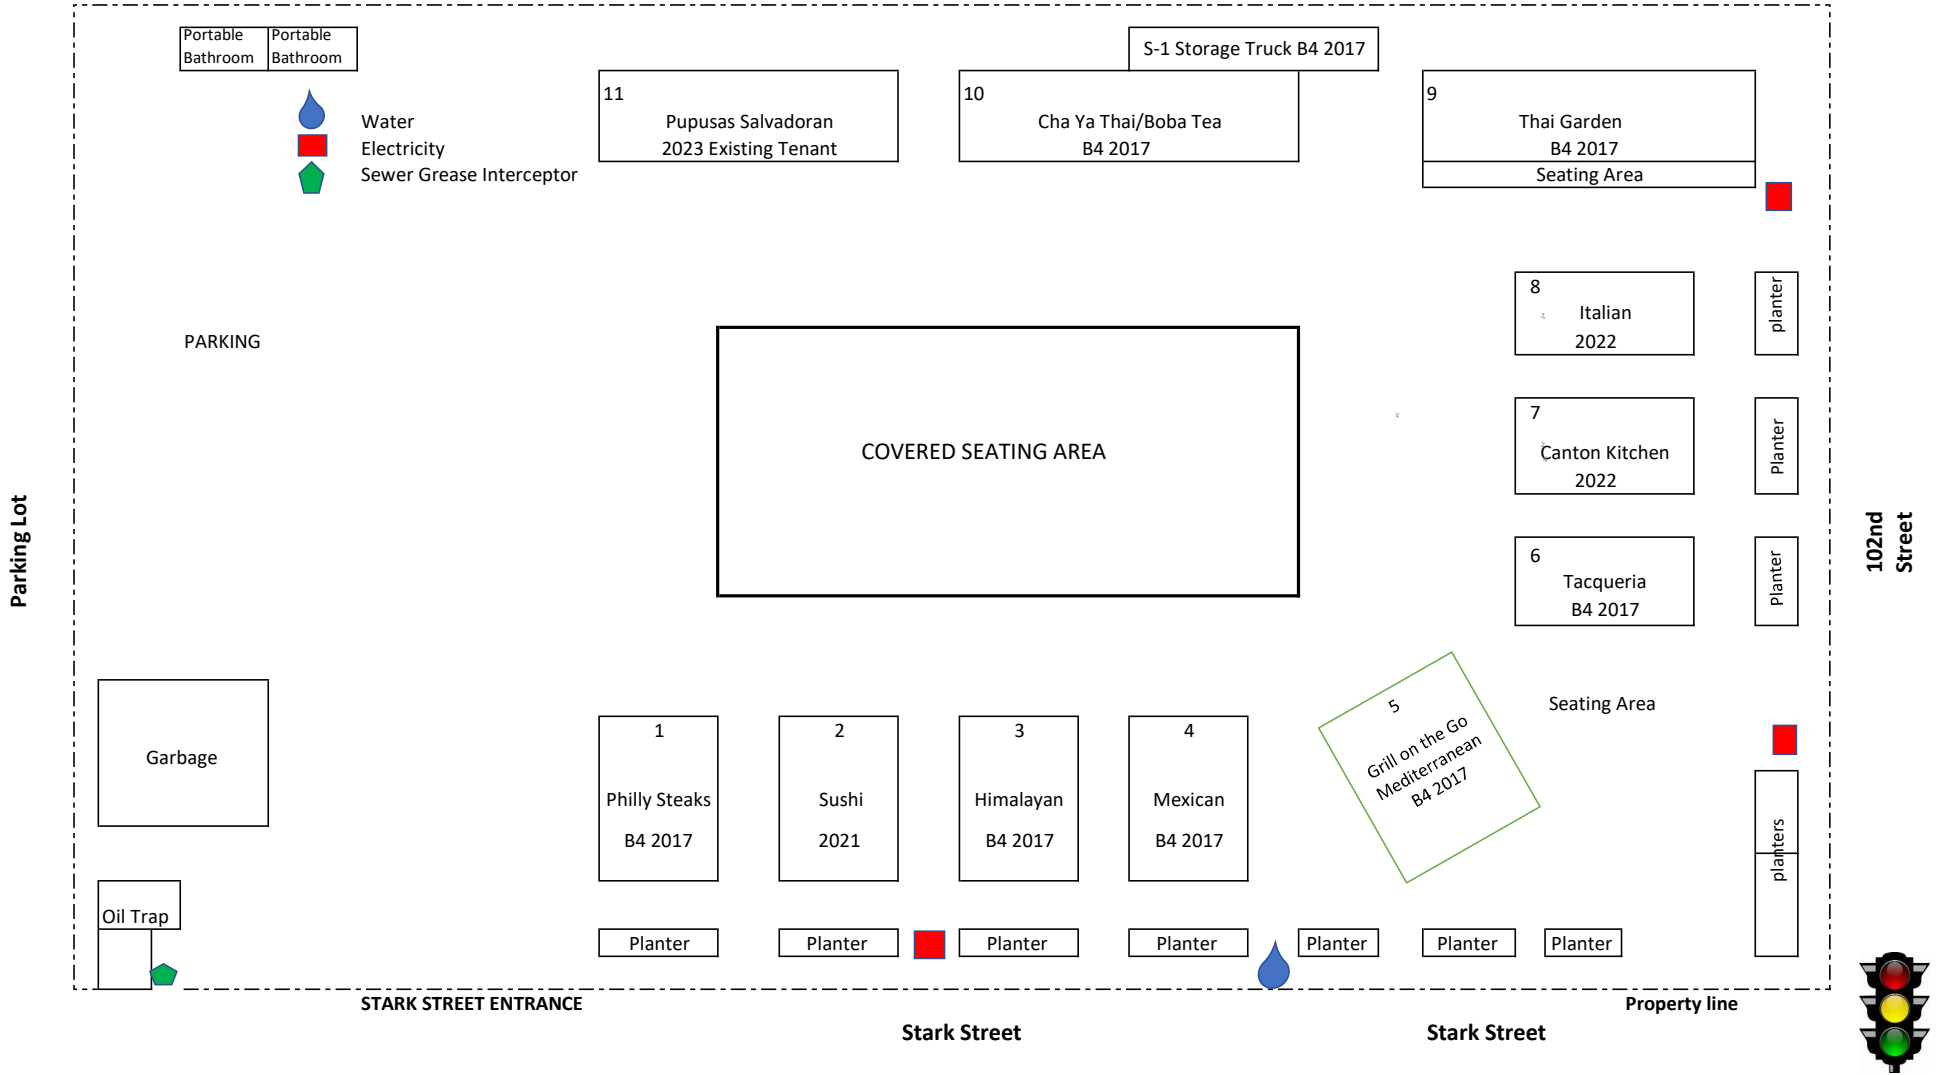 Portable
Bathroom
Portable
Bathroom
S-1 Storage Truck B4 2017
Water
Electricity
Sewer Grease Interceptor
11
Pupusas Salvadoran
2023 Existing Tenant
10
Cha Ya Thai/Boba Tea
B4 2017
9
Thai Garden
B4 2017
Seating Area
PARKING
8
Italian
2022
planter
COVERED SEATING AREA
7
Canton Kitchen
2022
Planter
Parking Lot
102nd
Street
6
Tacqueria
B4 2017
Planter
Garbage
1
Philly Steaks
B4 2017
2
Sushi
2021
3
Himalayan
B4 2017
4
Mexican
B4 2017
5
Grill on the Go
Mediterranean
B4 2017
Seating Area
planters
Oil Trap
Planter
Planter
Planter
Planter
Planter
Planter
Planter
STARK STREET ENTRANCE
Property line
Stark Street
Stark Street